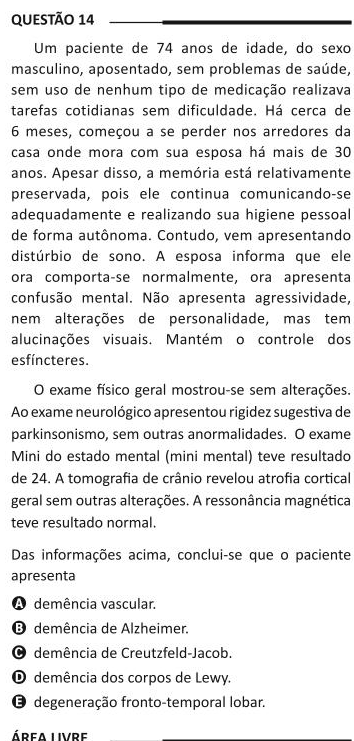 QUESTÃO 14
Um paciente de 74 anos de idade, do sexo
masculino, aposentado, sem problemas de saúde,
sem uso de nenhum tipo de medicação realizava
tarefas cotidianas sem dificuldade. Há cerca de
6 meses, começou a se perder nos arredores da
casa onde mora com sua esposa há mais de 30
anos. Apesar disso, a memória está relativamente
preservada, pois ele continua comunicando-se
adequadamente e realizando sua higiene pessoal
de forma autônoma. Contudo, vem apresentando
distúrbio de sono. A esposa informa que ele
ora comporta-se normalmente, ora apresenta
confusão mental. Não apresenta agressividade,
nem alterações de personalidade, mas tem
alucinações visuais. Mantém o controle dos
esfíncteres.
O exame físico geral mostrou-se sem alterações.
Ao exame neurológico apresentou rigidez sugestiva de
parkinsonismo, sem outras anormalidades. O exame
Mini do estado mental (mini mental) teve resultado
de 24. A tomografia de crânio revelou atrofia cortical
geral sem outras alterações. A ressonância magnética
teve resultado normal.
Das informações acima, conclui-se que o paciente
apresenta
A demência vascular.
B demência de Alzheimer.
C demência de Creutzfeld-Jacob.
D demência dos corpos de Lewy.
E degeneração fronto-temporal lobar.
ÁREA LIVRE